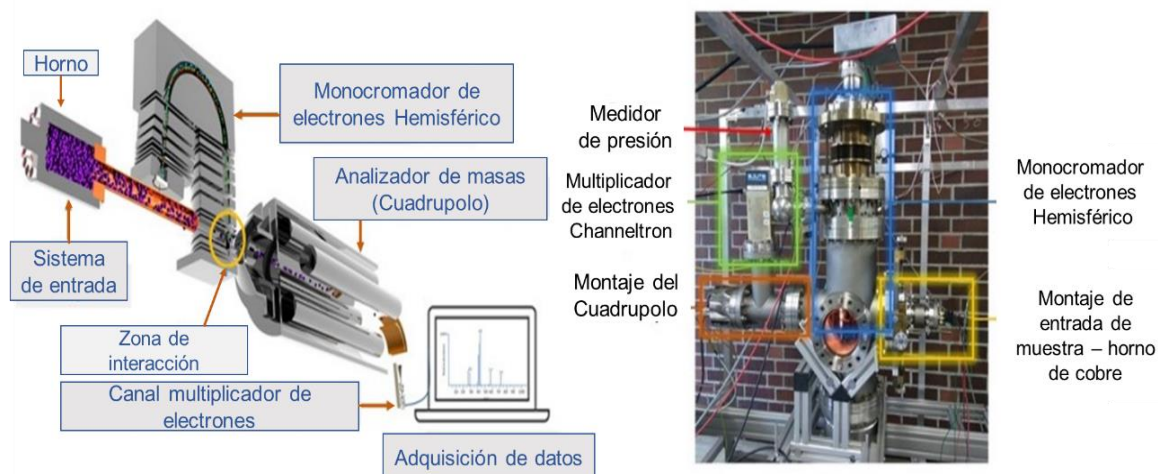 Horno
Monocromador de
electrones Hemisférico
Analizador de masas
(Cuadrupolo)
Sistema
de entrada
Zona de
interacción
Canal multiplicador de
electrones
Adquisición de datos
Medidor
de presión
Multiplicador
de electrones
Channeltron
Montaje del
Cuadrupolo
Monocromador
de electrones
Hemisférico
Montaje de
entrada de
muestra – horno
de cobre